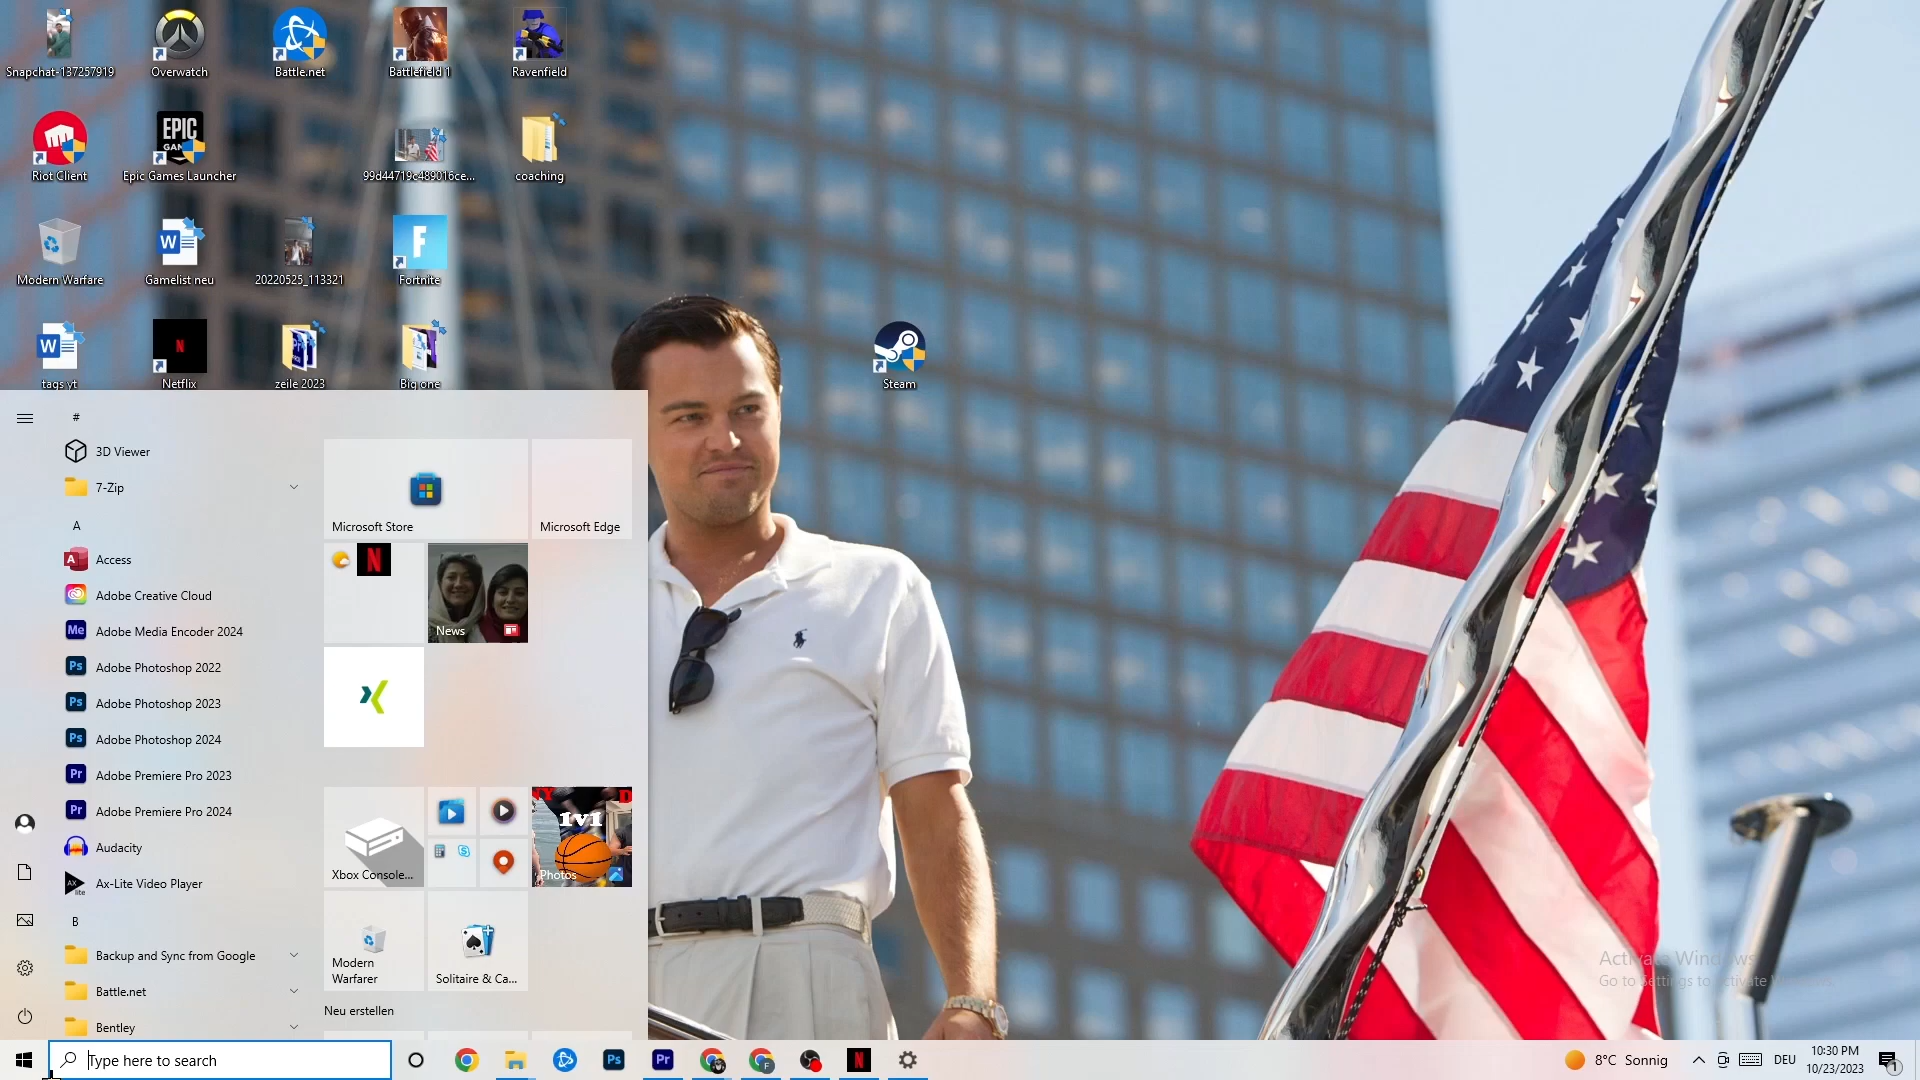 Snapchat-137257919
Overwatch
Battle.net
Battlefield 1
Ravenfield
EPIC
Riot Client
Epic Games Launcher
99d44719c489016ce...
coaching
Modern Warfare
Gamelist neu
20220525_113321
Fortnite
tags yt
Netflix
zeile 2023
Big one
Steam
#
3D Viewer
7-Zip
A
Access
Adobe Creative Cloud
Adobe Media Encoder 2024
Adobe Photoshop 2022
Adobe Photoshop 2023
Adobe Photoshop 2024
Adobe Premiere Pro 2023
Adobe Premiere Pro 2024
Audacity
Ax-Lite Video Player
B
Backup and Sync from Google
Battle.net
Bentley
Microsoft Store
Microsoft Edge
News
Xbox Console...
1v1
Photos
Modern
Warfarer
Solitaire & Ca...
Neu erstellen
Type here to search
8°C Sonnig
DEU
10:30 PM
10/23/2023
1
Activate Windows
Go to Settings to activate